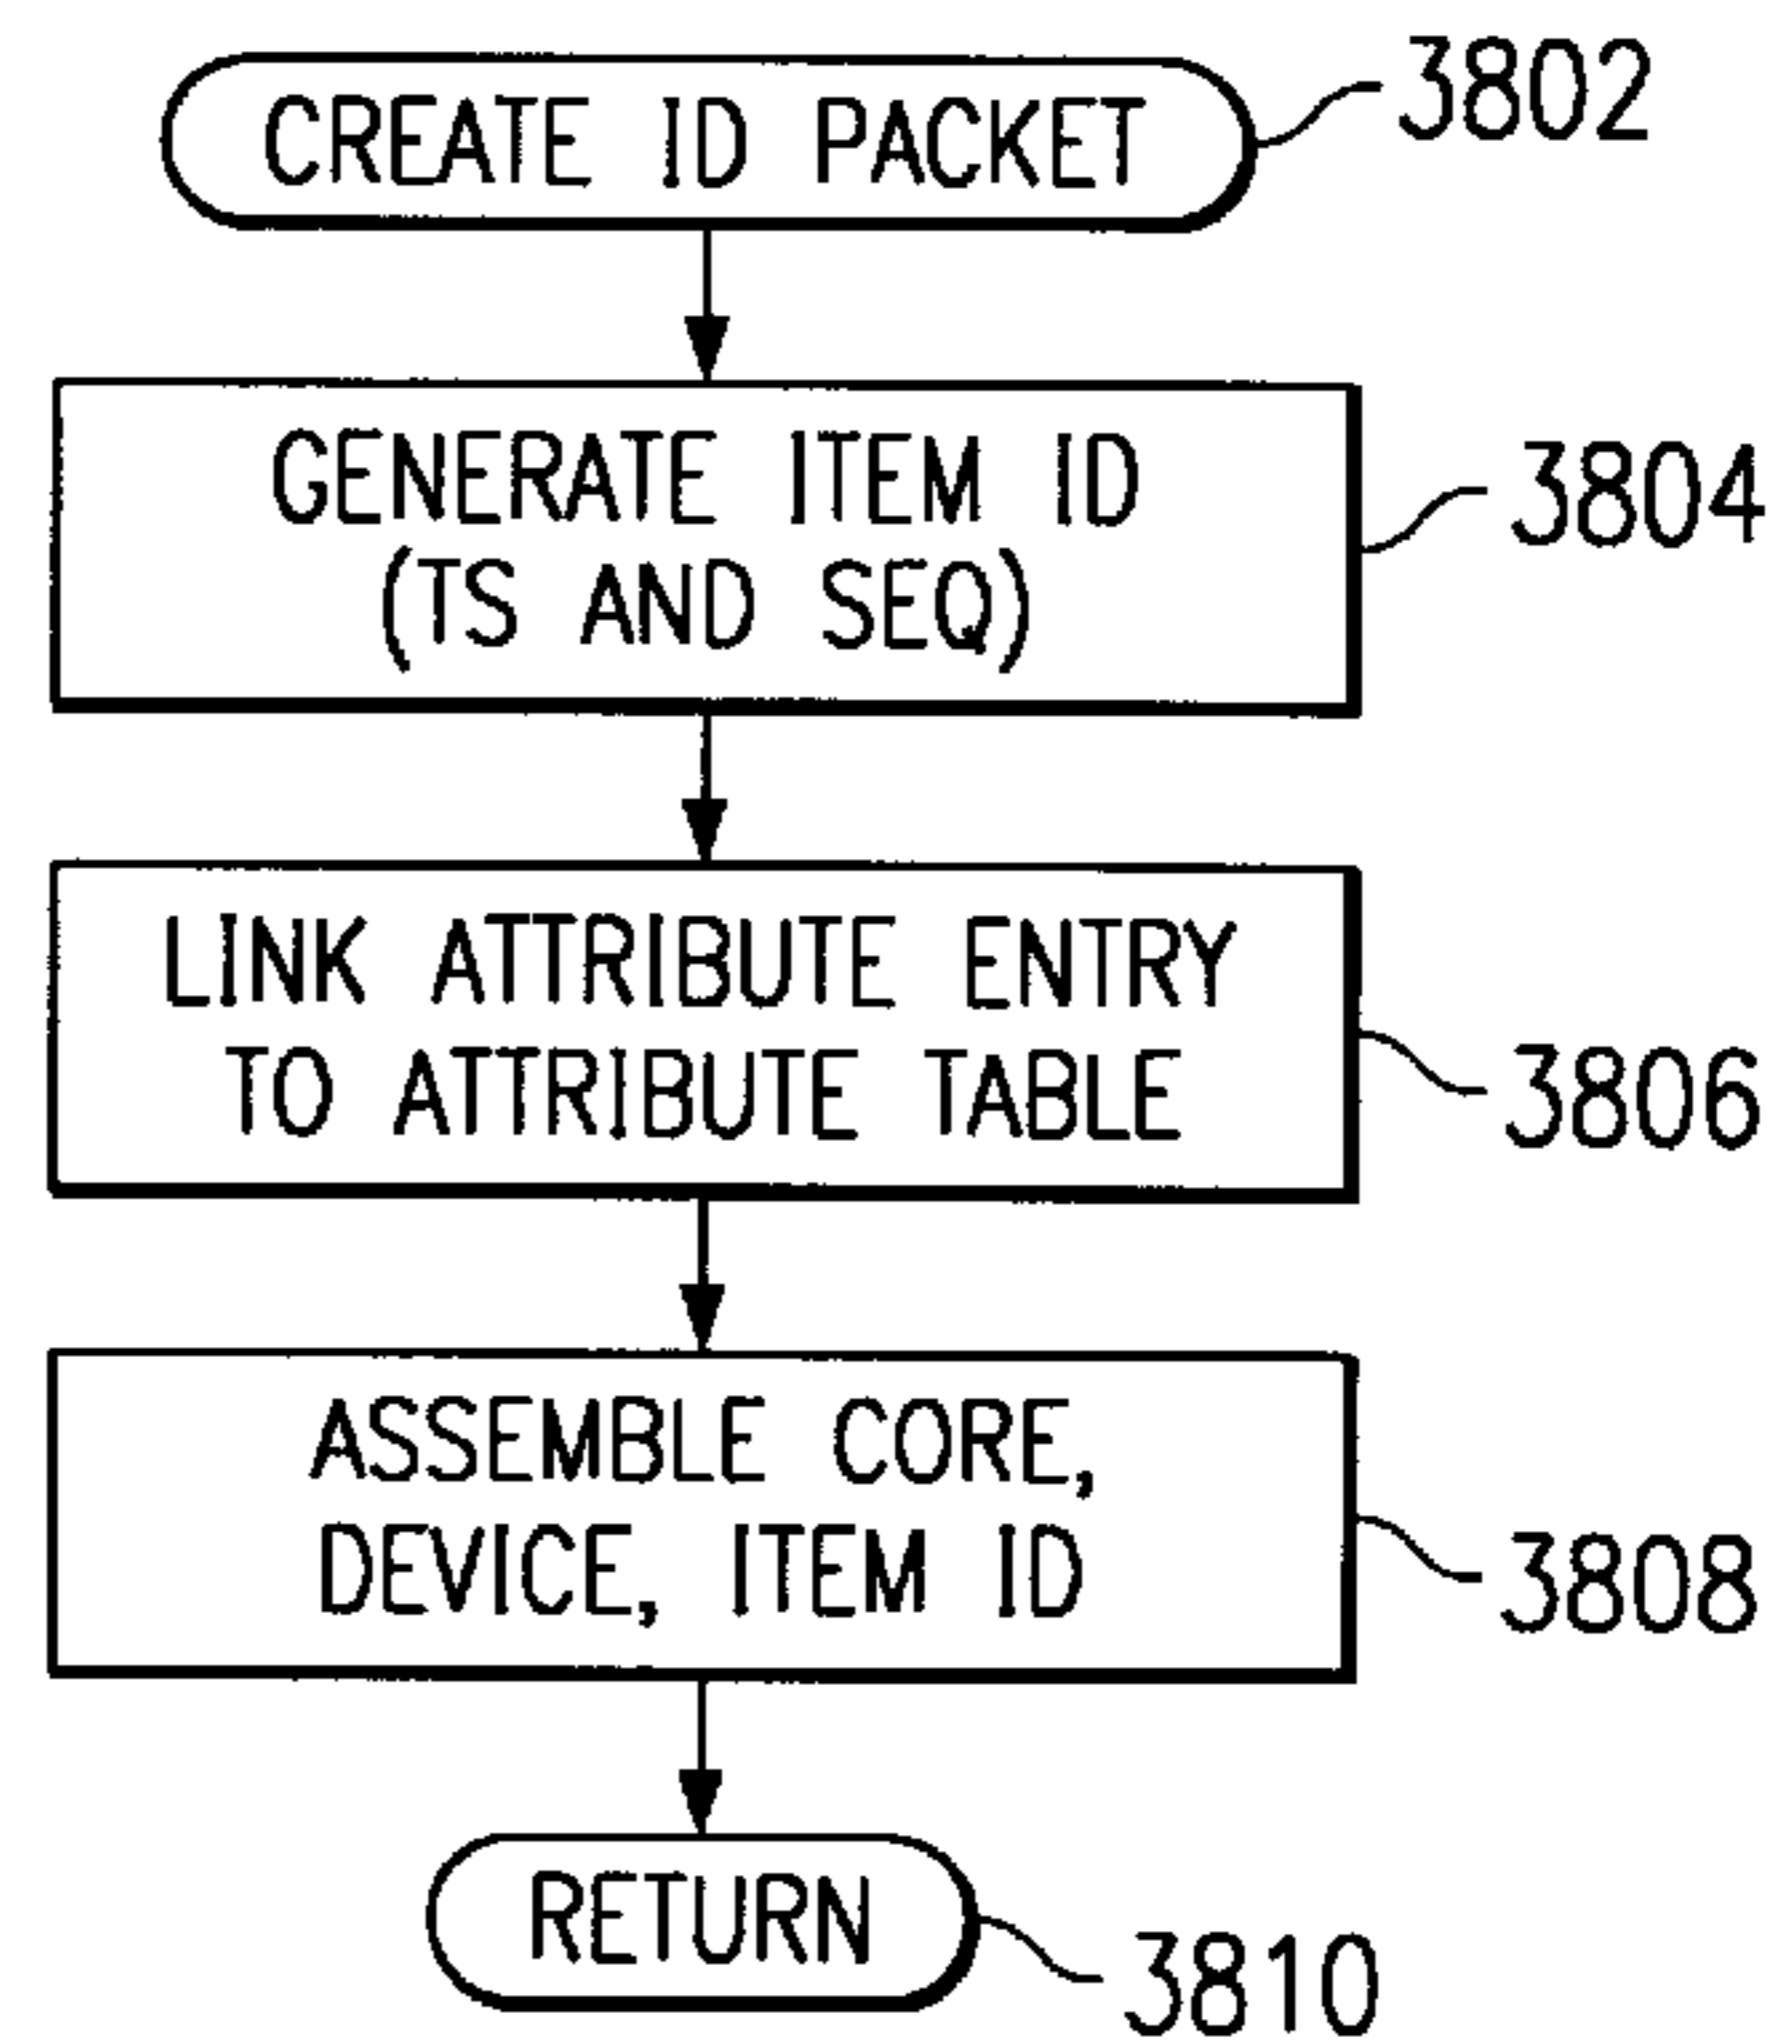 CREATE ID PACKET
3802
GENERATE ITEM ID
(TS AND SEQ)
3804
LINK ATTRIBUTE ENTRY
TO ATTRIBUTE TABLE
3806
ASSEMBLE CORE,
DEVICE, ITEM ID
3808
RETURN
3810